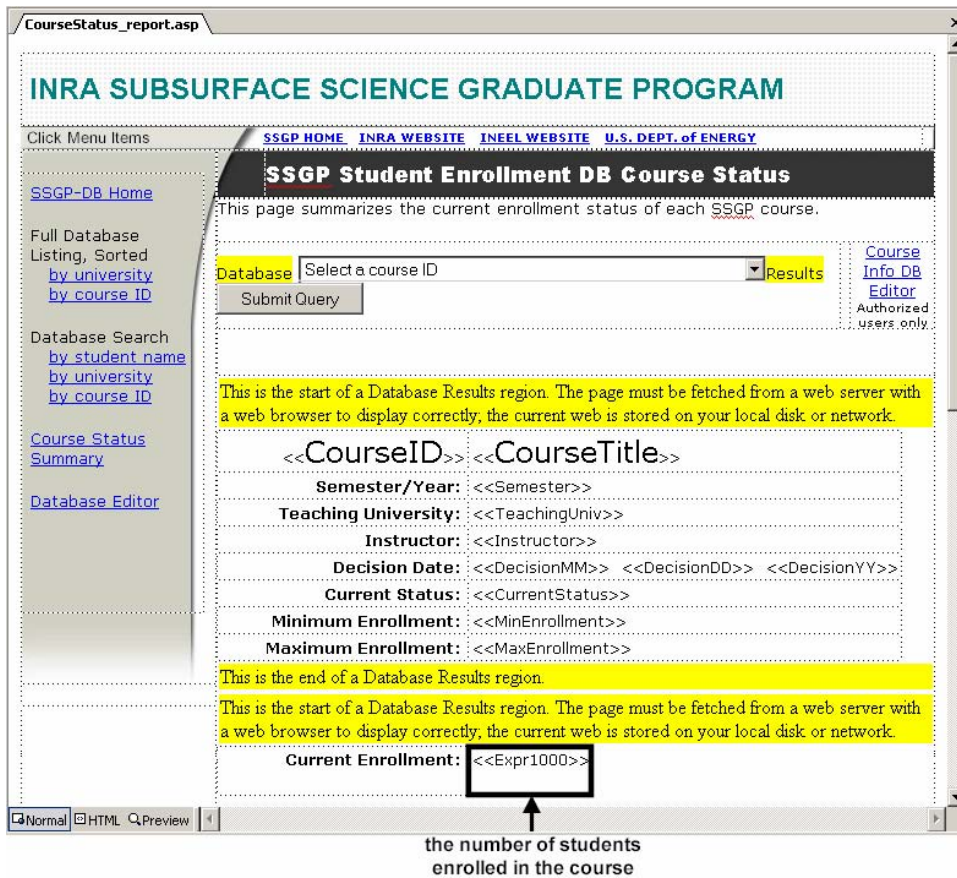 CourseStatus_report.asp
INRA SUBSURFACE SCIENCE GRADUATE PROGRAM
Click Menu Items
SSGP HOME INRA WEBSITE INEEL WEBSITE U.S. DEPT. of ENERGY
SSGP-DB Home
Full Database
Listing, Sorted
by university
by course ID
Database Search
by student name
by university
by course ID
Course Status
Summary
Database Editor
SSGP Student Enrollment DB Course Status
This page summarizes the current enrollment status of each SSGP course.
Database Select a course ID Results
Submit Query
Course
Info DB
Editor
Authorized
users only
This is the start of a Database Results region. The page must be fetched from a web server with
a web browser to display correctly; the current web is stored on your local disk or network.
<<CourseID>> <<CourseTitle>>
Semester/Year: <<Semester>>
Teaching University: <<TeachingUniv>>
Instructor: <<Instructor>>
Decision Date: <<DecisionMM>> <<DecisionDD>> <<DecisionYY>>
Current Status: <<CurrentStatus>>
Minimum Enrollment: <<MinEnrollment>>
Maximum Enrollment: <<MaxEnrollment>>
This is the end of a Database Results region.
This is the start of a Database Results region. The page must be fetched from a web server with
a web browser to display correctly; the current web is stored on your local disk or network.
Current Enrollment: <<Expr1000>>
Normal HTML Preview
the number of students
enrolled in the course